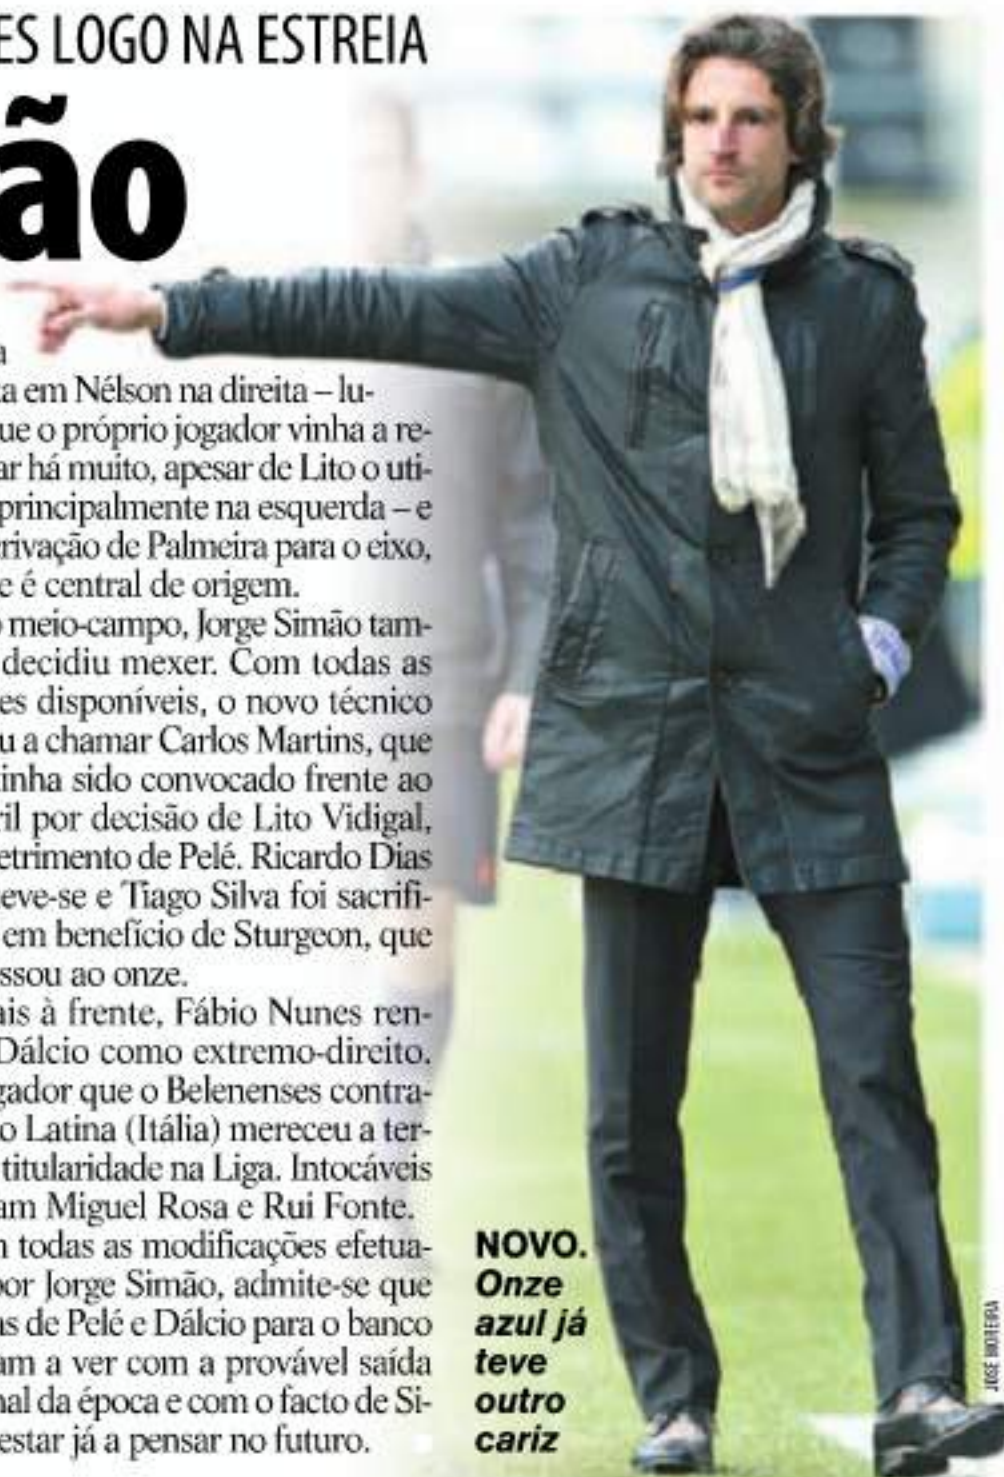 ES LOGO NA ESTREIA
ão
a
ta em Nélson na direita – lu-
ue o próprio jogador vinha a re-
ar há muito, apesar de Lito o uti-
principalmente na esquerda – e
rivação de Palmeira para o eixo,
e é central de origem.
o meio-campo, Jorge Simão tam-
decidiu mexer. Com todas as
es disponíveis, o novo técnico
u a chamar Carlos Martins, que
inha sido convocado frente ao
ril por decisão de Lito Vidigal,
etrimento de Pelé. Ricardo Dias
eve-se e Tiago Silva foi sacrifi-
em benefício de Sturgeon, que
ssou ao onze.
ais à frente, Fábio Nunes ren-
Dálcio como extremo-direito.
gador que o Belenenses contra-
o Latina (Itália) mereceu a ter-
titularidade na Liga. Intocáveis
am Miguel Rosa e Rui Fonte.
m todas as modificações efetua-
por Jorge Simão, admite-se que
as de Pelé e Dálcio para o banco
am a ver com a provável saída
nal da época e com o facto de Si-
estar já a pensar no futuro.
NOVO.
Onze
azul já
teve
outro
cariz
JOSÉ MOREIRA